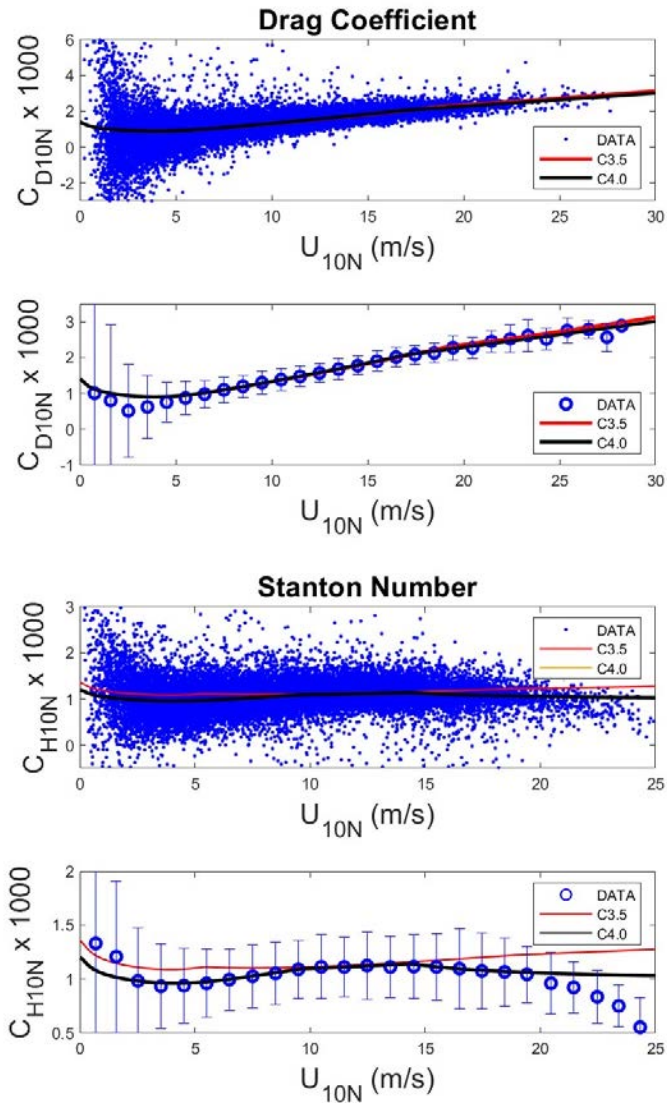 Drag Coefficient
6
4
2
0
-2
C_D10N x 1000
DATA
C3.5
C4.0
0 5 10 15 20 25 30
U_10N (m/s)
3
2
1
0
-1
C_D10N x 1000
DATA
C3.5
C4.0
0 5 10 15 20 25 30
U_10N (m/s)
Stanton Number
3
2
1
0
C_H10N x 1000
DATA
C3.5
C4.0
0 5 10 15 20 25
U_10N (m/s)
2
1.5
1
0.5
C_H10N x 1000
DATA
C3.5
C4.0
0 5 10 15 20 25
U_10N (m/s)